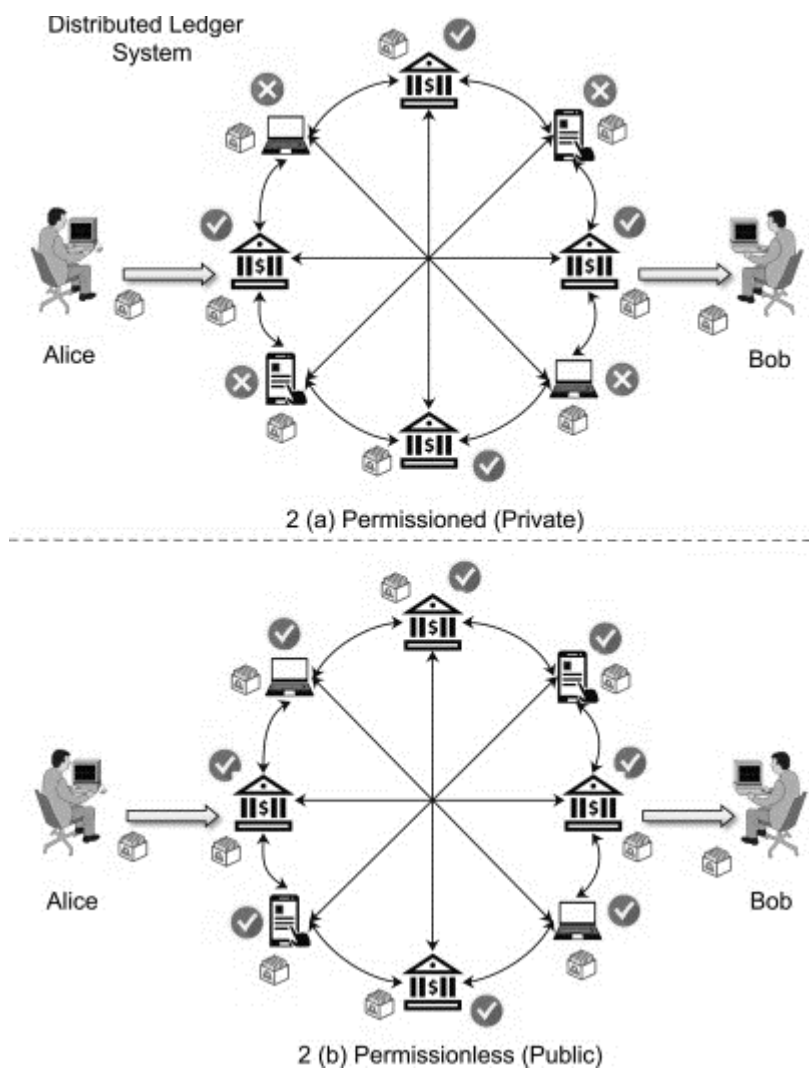 Distributed Ledger
System
Alice
Bob
2 (a) Permissioned (Private)
Alice
Bob
2 (b) Permissionless (Public)